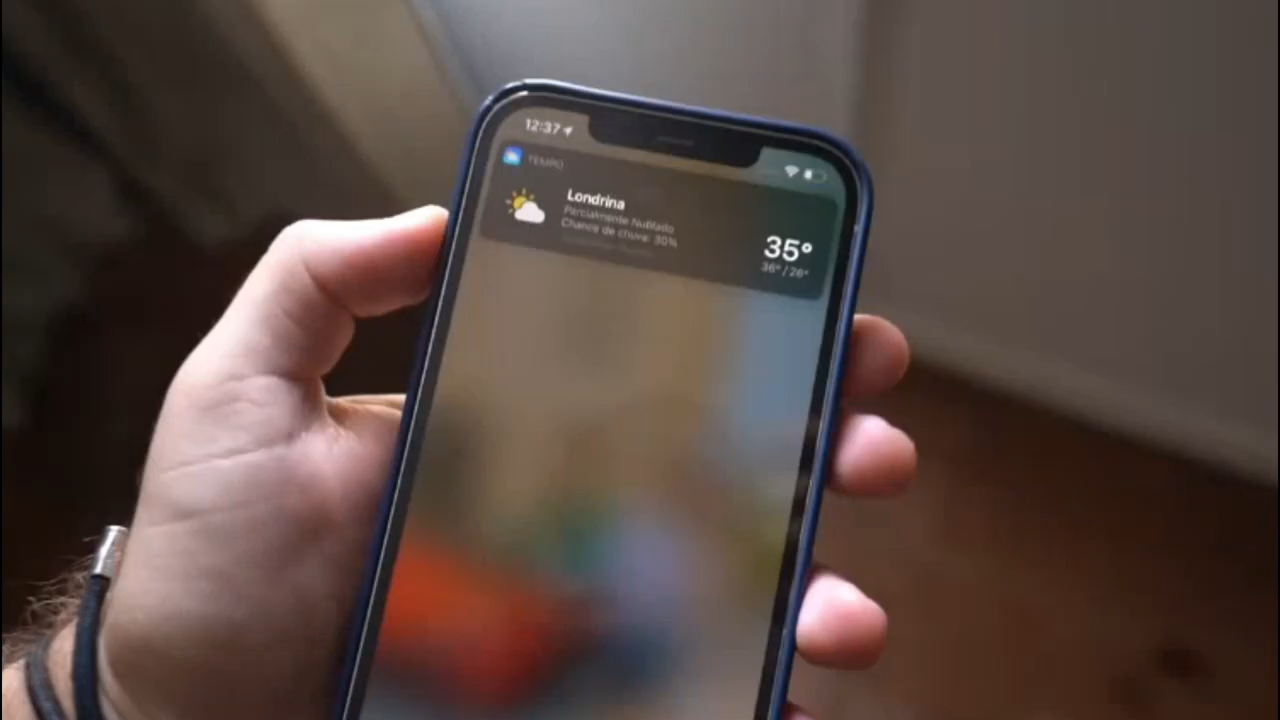 12:37
TEMPO
Londrina
Parcialmente Nublado
Chance de chuva: 30%
35°
36° / 26°